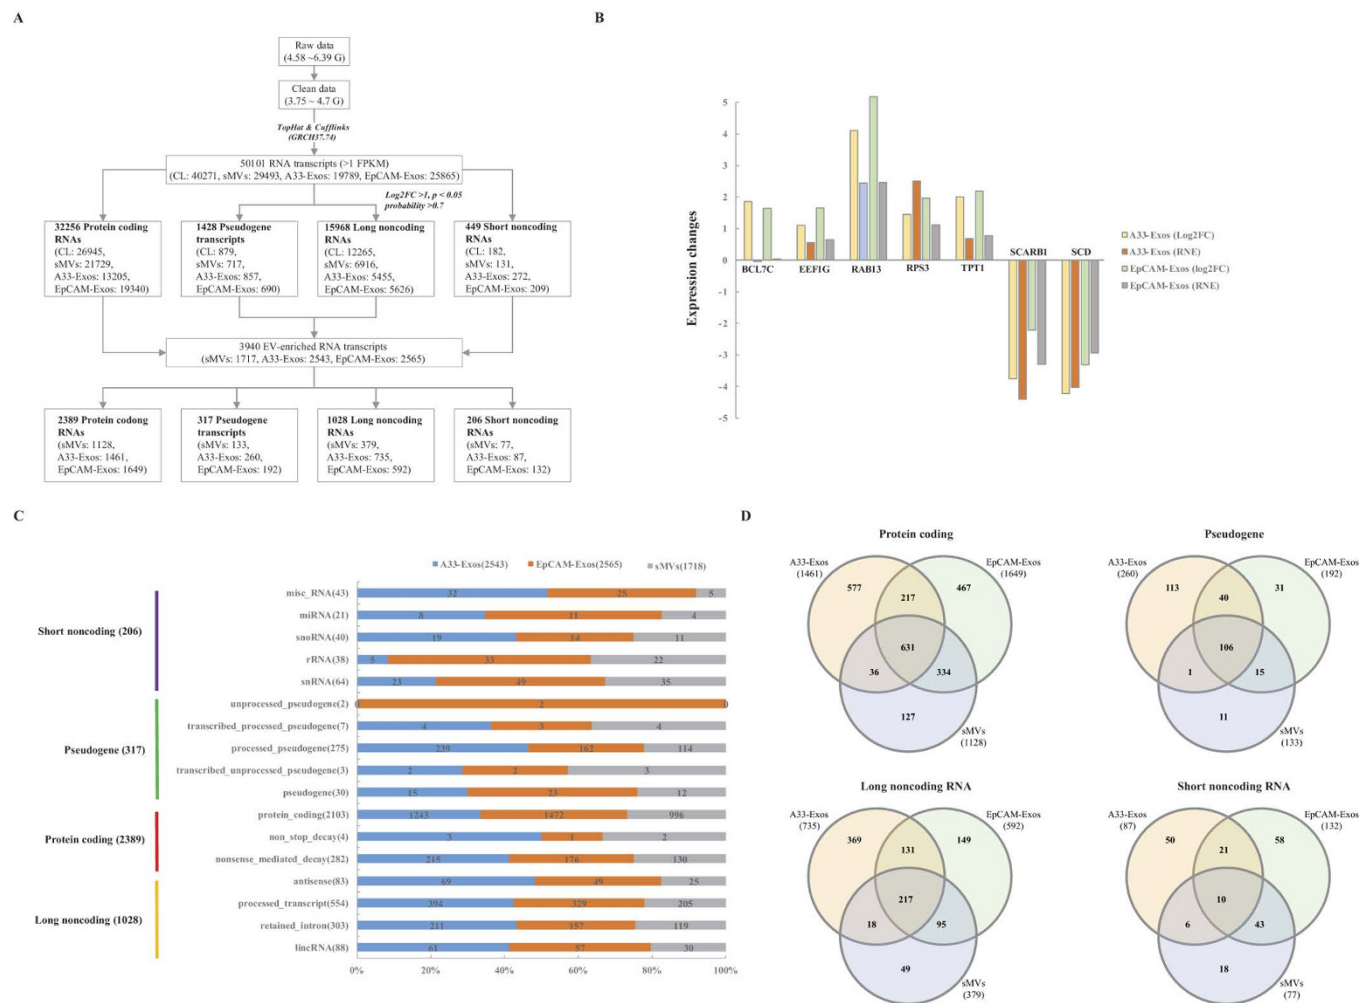 A
Raw data
(4.58 ~6.39 G)
Clean data
(3.75 ~ 4.7 G)
TopHat & Cufflinks
(GRCH37.74)
50101 RNA transcripts (>1 FPKM)
(CL: 40271, sMVs: 29493, A33-Exos: 19789, EpCAM-Exos: 25865)
Log2FC >1, p < 0.05
probability >0.7
32256 Protein coding
RNAs
(CL: 26945,
sMVs: 21729,
A33-Exos: 13205,
EpCAM-Exos: 19340)
1428 Pseudogene
transcripts
(CL: 879,
sMVs: 717,
A33-Exos: 857,
EpCAM-Exos: 690)
15968 Long noncoding
RNAs
(CL: 12265,
sMVs: 6916,
A33-Exos: 5455,
EpCAM-Exos: 5626)
449 Short noncoding
RNAs
(CL: 182,
sMVs: 131,
A33-Exos: 272,
EpCAM-Exos: 209)
3940 EV-enriched RNA transcripts
(sMVs: 1717, A33-Exos: 2543, EpCAM-Exos: 2565)
2389 Protein codong
RNAs
(sMVs: 1128,
A33-Exos: 1461,
EpCAM-Exos: 1649)
317 Pseudogene
transcripts
(sMVs: 133,
A33-Exos: 260,
EpCAM-Exos: 192)
1028 Long noncoding
RNAs
(sMVs: 379,
A33-Exos: 735,
EpCAM-Exos: 592)
206 Short noncoding
RNAs
(sMVs: 77,
A33-Exos: 87,
EpCAM-Exos: 132)
B
Expression changes
5
4
3
2
1
0
-1
-2
-3
-4
-5
BCL7C
EEF1G
RAB13
RPS3
TPT1
SCARB1
SCD
A33-Exos (Log2FC)
A33-Exos (RNE)
EpCAM-Exos (log2FC)
EpCAM-Exos (RNE)
C
A33-Exos(2543)
EpCAM-Exos(2565)
sMVs(1718)
Short noncoding (206)
misc_RNA(43) 32 25 5
miRNA(21) 8 11 4
snoRNA(40) 19 14 11
rRNA(38) 5 33 22
snRNA(64) 23 49 35
Pseudogene (317)
unprocessed_pseudogene(2) 0 2 0
transcribed_processed_pseudogene(7) 4 3 4
processed_pseudogene(275) 239 162 114
transcribed_unprocessed_pseudogene(3) 2 2 3
pseudogene(30) 15 23 12
Protein coding (2389)
protein_coding(2103) 1243 1472 996
non_stop_decay(4) 3 1 2
nonsense_mediated_decay(282) 215 176 130
Long noncoding (1028)
antisense(83) 69 49 25
processed_transcript(554) 394 329 205
retained_intron(303) 211 157 119
lincRNA(88) 61 57 30
0% 20% 40% 60% 80% 100%
D
Protein coding
A33-Exos
(1461)
EpCAM-Exos
(1649)
577
217
467
631
36
334
127
sMVs
(1128)
Pseudogene
A33-Exos
(260)
EpCAM-Exos
(192)
113
40
31
106
1
15
11
sMVs
(133)
Long noncoding RNA
A33-Exos
(735)
EpCAM-Exos
(592)
369
131
149
217
18
95
49
sMVs
(379)
Short noncoding RNA
A33-Exos
(87)
EpCAM-Exos
(132)
50
21
58
10
6
43
18
sMVs
(77)